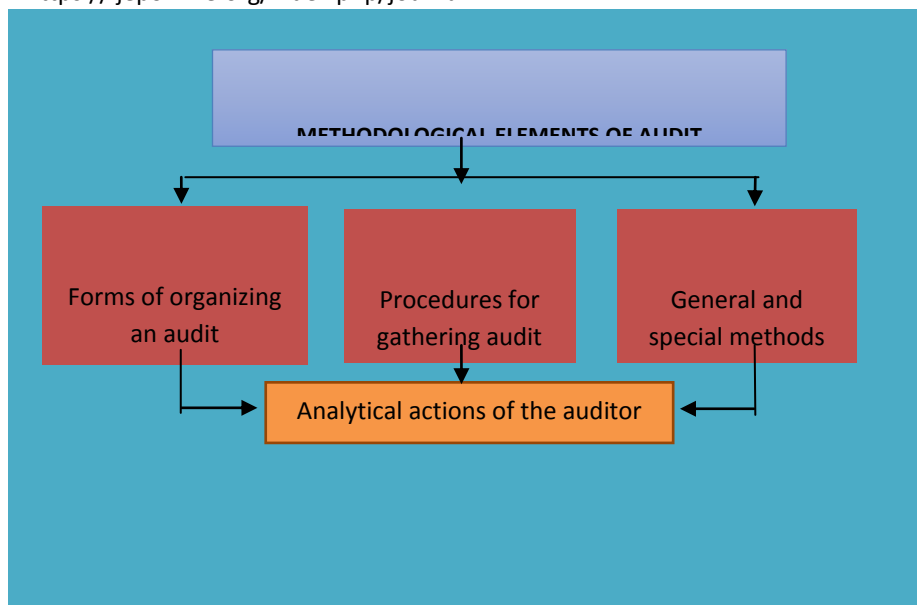 METHODOLOGICAL ELEMENTS OF AUDIT
Forms of organizing
an audit
Procedures for
gathering audit
General and
special methods
Analytical actions of the auditor